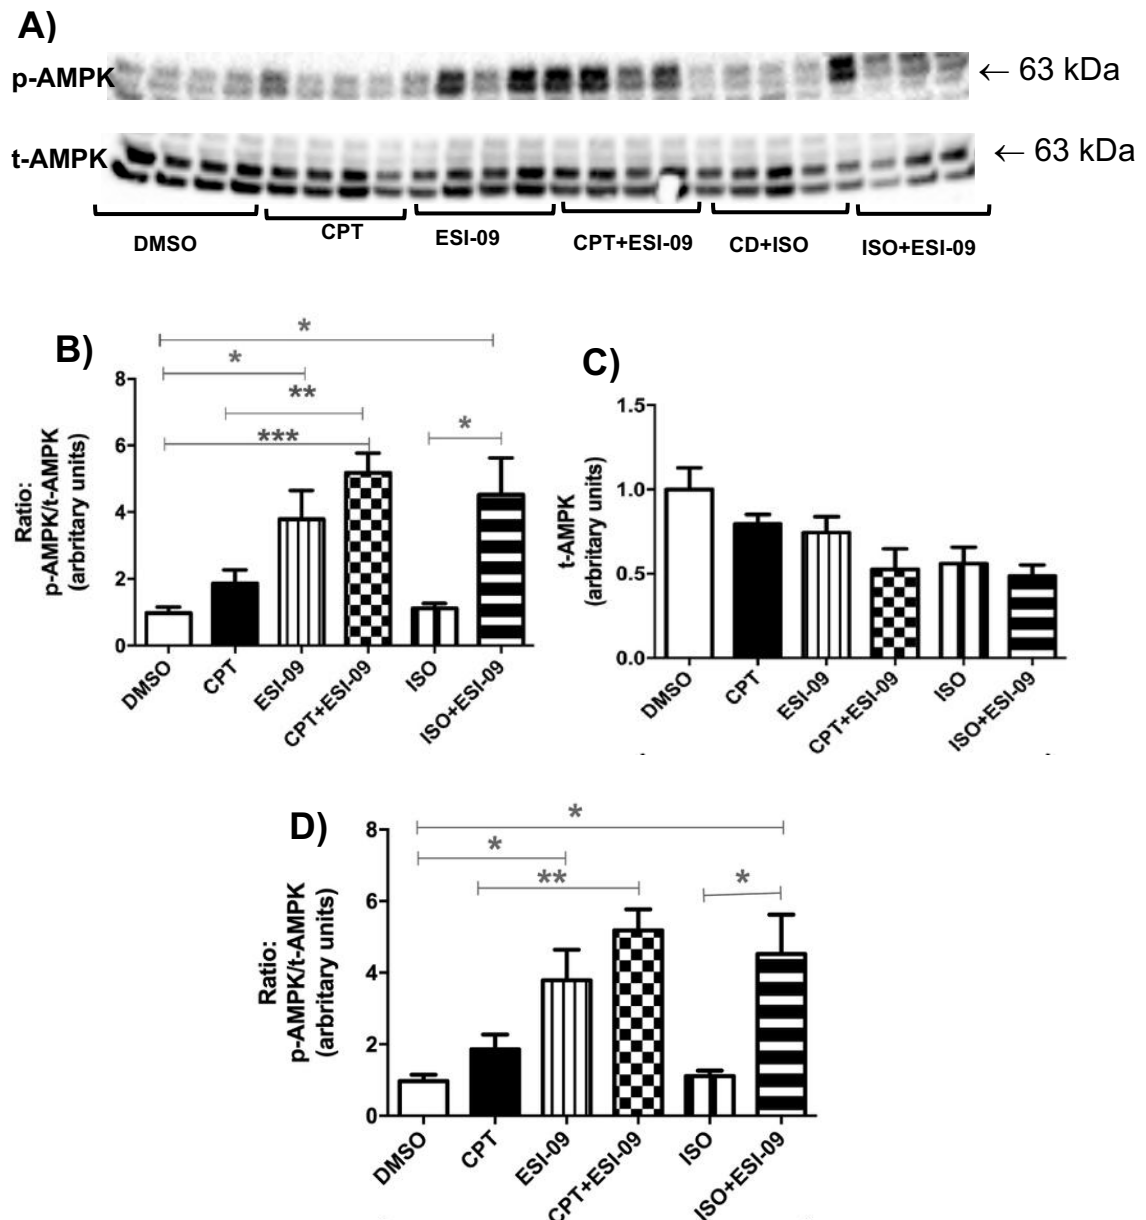 A)
p-AMPK
← 63 kDa
t-AMPK
← 63 kDa
DMSO
CPT
ESI-09
CPT+ESI-09
CD+ISO
ISO+ESI-09
B)
*
*
**
***
*
Ratio:
p-AMPK/t-AMPK
(arbritary units)
8
6
4
2
0
DMSO
CPT
ESI-09
CPT+ESI-09
ISO
ISO+ESI-09
C)
t-AMPK
(arbritary units)
1.5
1.0
0.5
0.0
DMSO
CPT
ESI-09
CPT+ESI-09
ISO
ISO+ESI-09
D)
*
*
**
*
Ratio:
p-AMPK/t-AMPK
(arbritary units)
8
6
4
2
0
DMSO
CPT
ESI-09
CPT+ESI-09
ISO
ISO+ESI-09